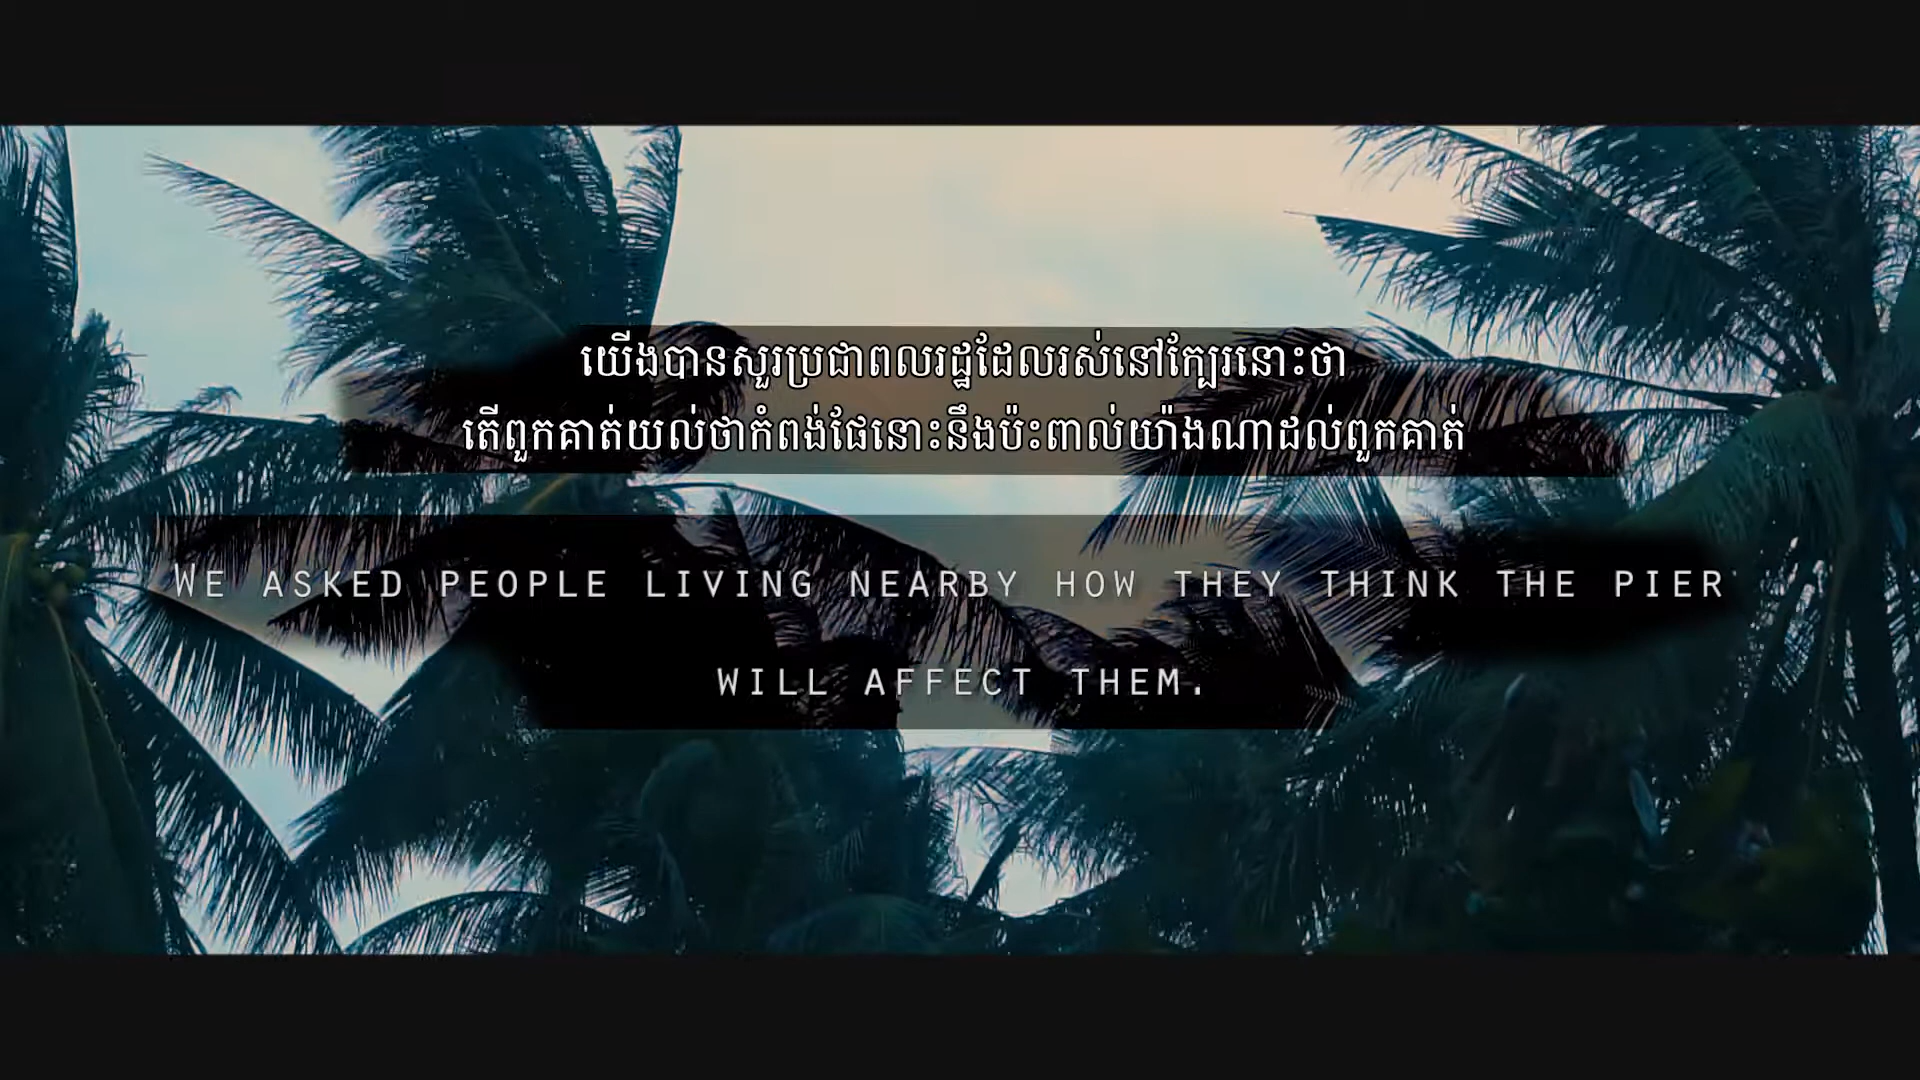 យើងបានសួរប្រជាពលរដ្ឋដែលរស់នៅក្បែរនោះថា
តើពួកគាត់យល់ថាកំពង់ផែនោះនឹងប៉ះពាល់យ៉ាងណាដល់ពួកគាត់
WE ASKED PEOPLE LIVING NEARBY HOW THEY THINK THE PIER
WILL AFFECT THEM.